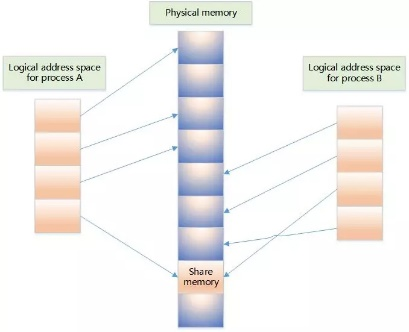 Physical memory
Logical address space
for process A
Logical address space
for process B
Share
memory